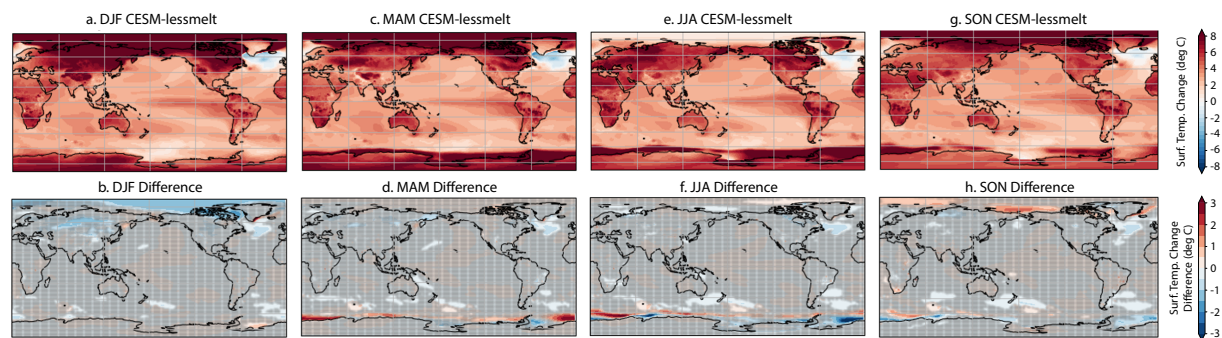 a. DJF CESM-lessmelt
c. MAM CESM-lessmelt
e. JJA CESM-lessmelt
g. SON CESM-lessmelt
8
6
4
2
0
-2
-4
-6
-8
Surf. Temp. Change (deg C)
b. DJF Difference
d. MAM Difference
f. JJA Difference
h. SON Difference
3
2
1
0
-1
-2
-3
Surf. Temp. Change
Difference (deg C)